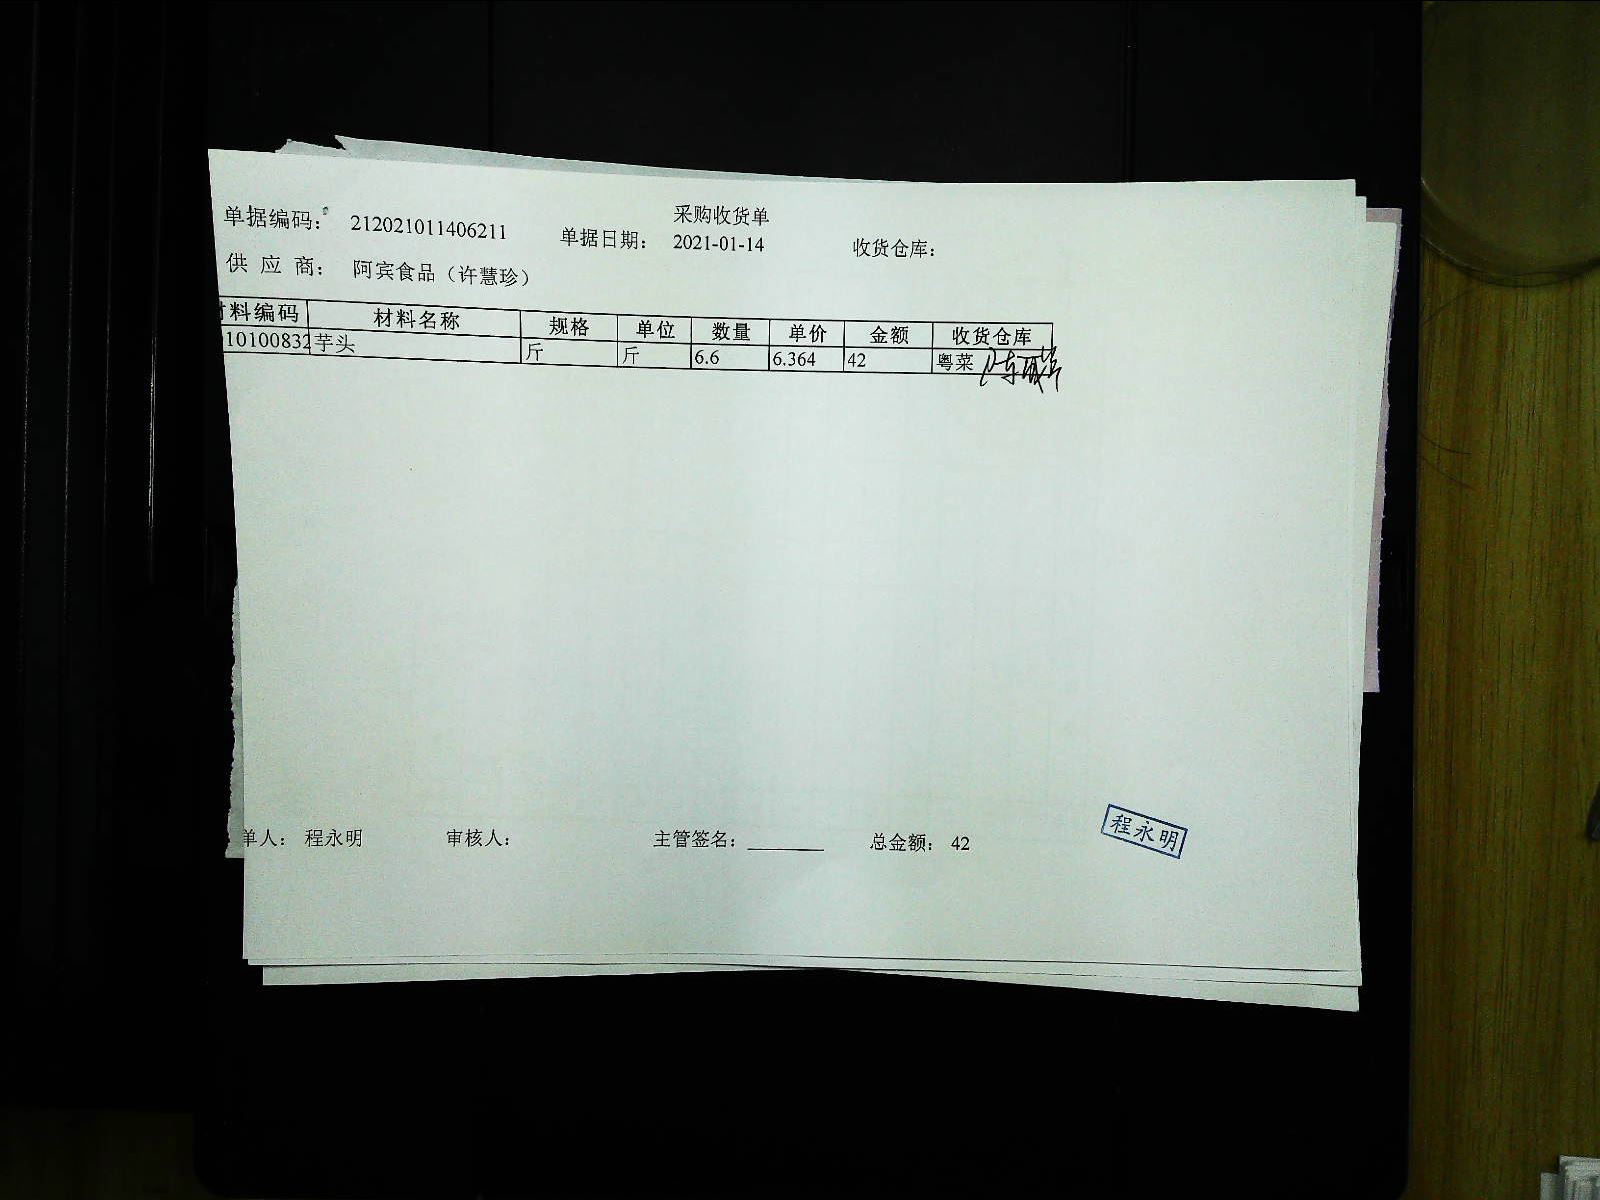 采购收货单
单据编码： 212021011406211 单据日期： 2021-01-14 收货仓库：
供 应 商： 阿宾食品（许慧珍）
材料编码 材料名称 规格 单位 数量 单价 金额 收货仓库
10100832 芋头 斤 斤 6.6 6.364 42 粤菜
单人： 程永明 审核人： 主管签名：________ 总金额： 42
程永明